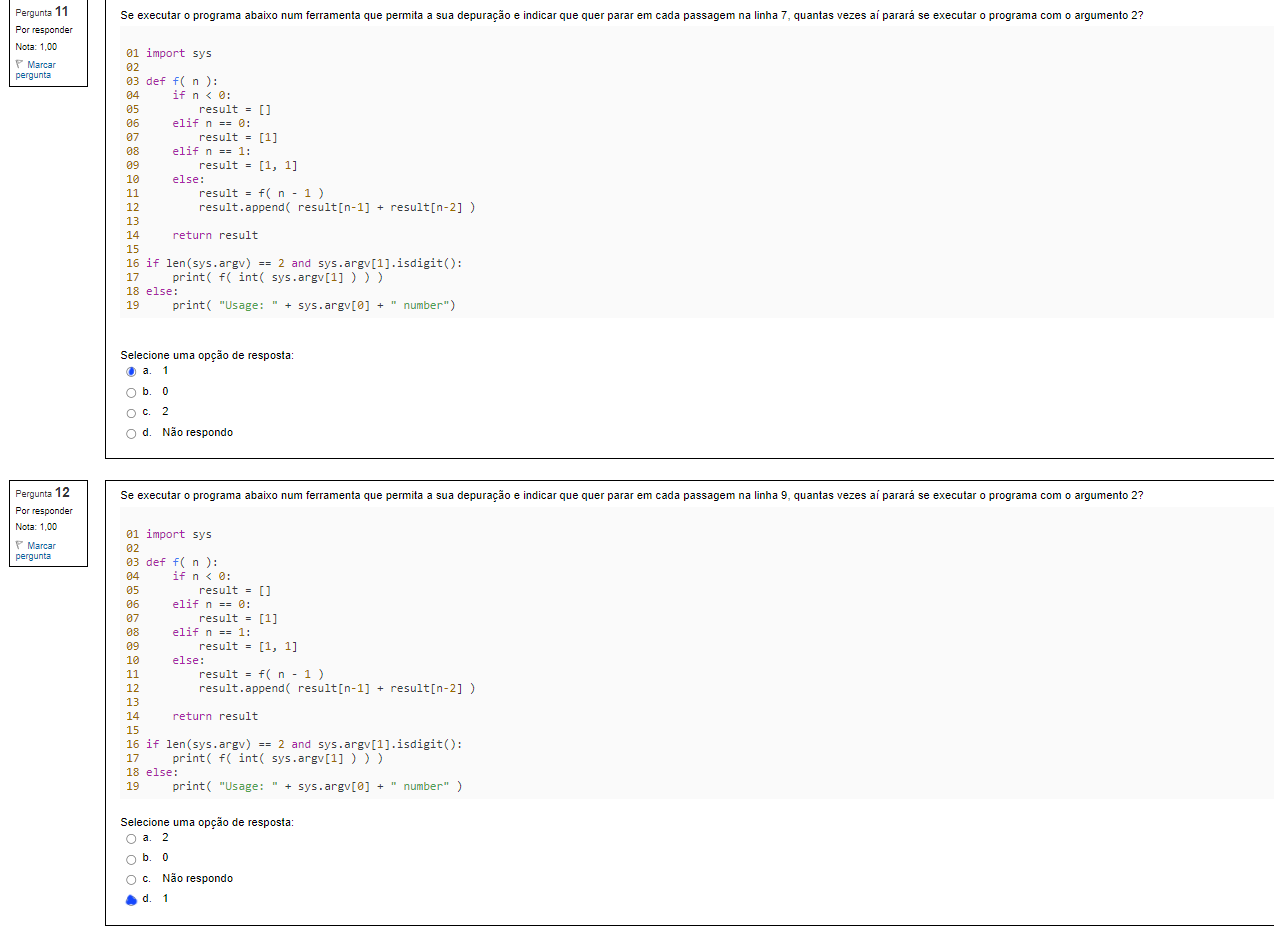 Pergunta 11
Por responder
Nota: 1,00
Marcar
pergunta
Se executar o programa abaixo num ferramenta que permita a sua depuração e indicar que quer parar em cada passagem na linha 7, quantas vezes aí parará se executar o programa com o argumento 2?
01 import sys
02
03 def f( n ):
04     if n < 0:
05         result = []
06     elif n == 0:
07         result = [1]
08     elif n == 1:
09         result = [1, 1]
10     else:
11         result = f( n - 1 )
12         result.append( result[n-1] + result[n-2] )
13
14     return result
15
16 if len(sys.argv) == 2 and sys.argv[1].isdigit():
17     print( f( int( sys.argv[1] ) ) )
18 else:
19     print( "Usage: " + sys.argv[0] + " number")
Selecione uma opção de resposta:
a. 1
b. 0
c. 2
d. Não respondo
Pergunta 12
Por responder
Nota: 1,00
Marcar
pergunta
Se executar o programa abaixo num ferramenta que permita a sua depuração e indicar que quer parar em cada passagem na linha 9, quantas vezes aí parará se executar o programa com o argumento 2?
01 import sys
02
03 def f( n ):
04     if n < 0:
05         result = []
06     elif n == 0:
07         result = [1]
08     elif n == 1:
09         result = [1, 1]
10     else:
11         result = f( n - 1 )
12         result.append( result[n-1] + result[n-2] )
13
14     return result
15
16 if len(sys.argv) == 2 and sys.argv[1].isdigit():
17     print( f( int( sys.argv[1] ) ) )
18 else:
19     print( "Usage: " + sys.argv[0] + " number" )
Selecione uma opção de resposta:
a. 2
b. 0
c. Não respondo
d. 1